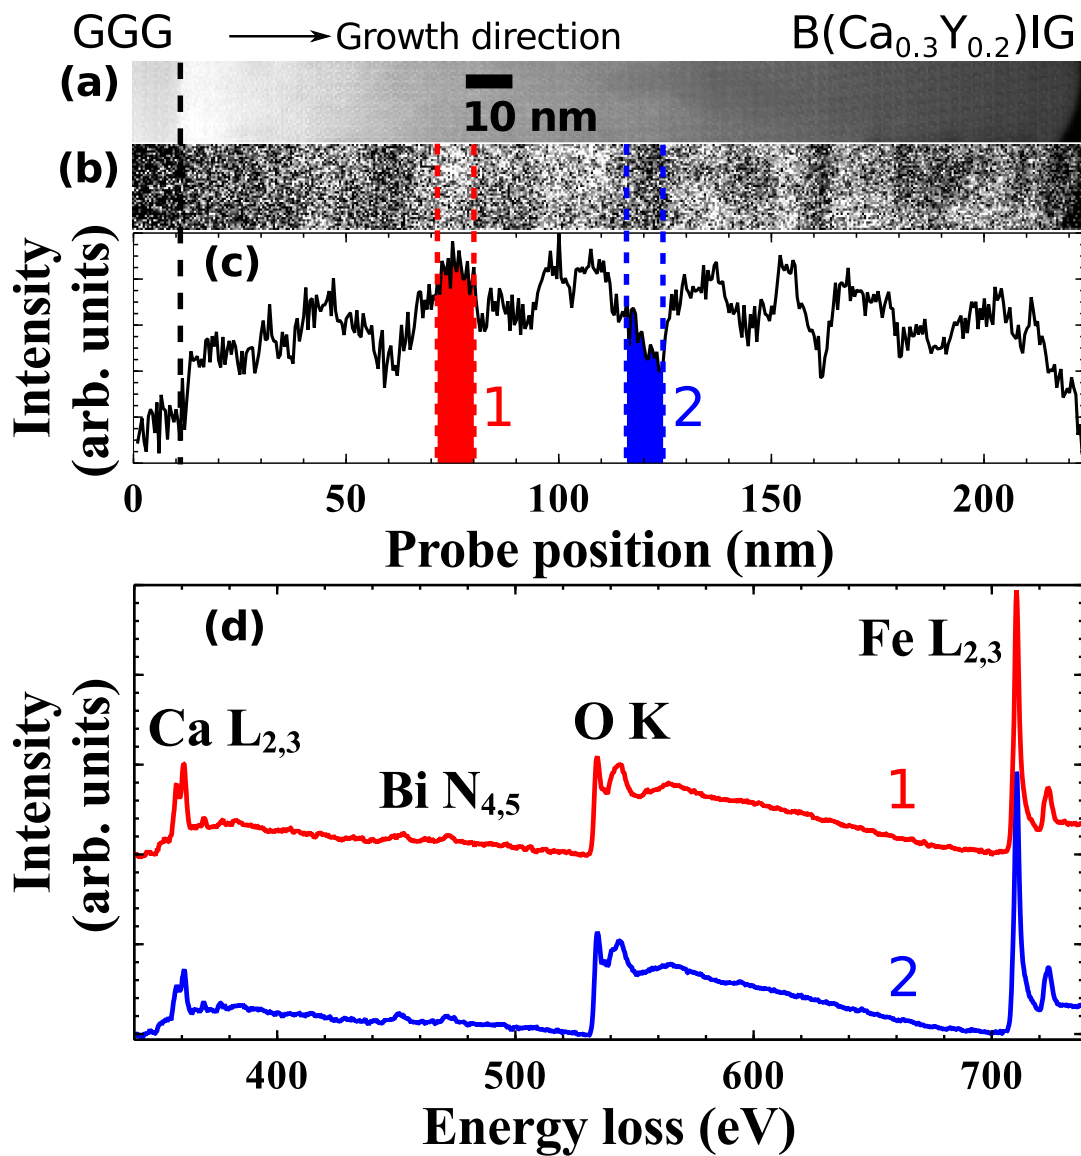 GGG Growth direction B(Ca0.3Y0.2)IG
(a)
10 nm
(b)
(c)
Intensity
(arb. units)
1
2
0 50 100 150 200
Probe position (nm)
(d)
Fe L2,3
Ca L2,3
O K
Bi N4,5
1
2
Intensity
(arb. units)
400 500 600 700
Energy loss (eV)